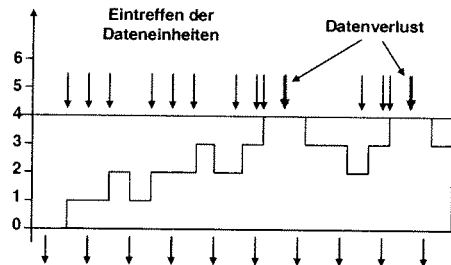 Eintreffen der
Dateneinheiten
Datenverlust
6
5
4
3
2
1
0